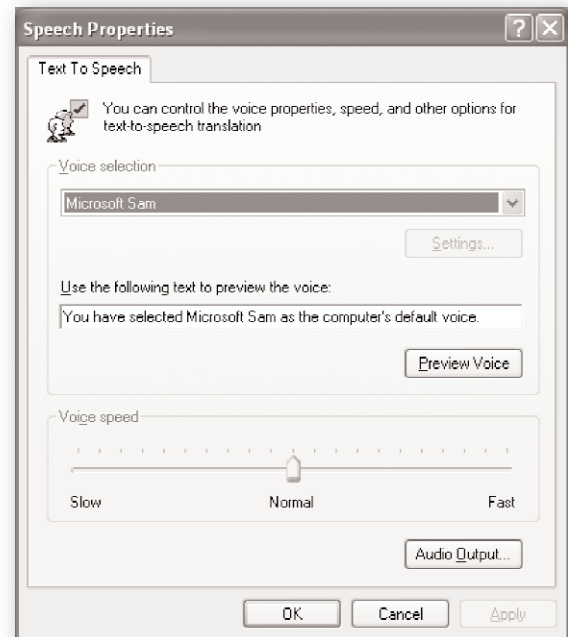 Speech Properties
Text To Speech
You can control the voice properties, speed, and other options for
text-to-speech translation
Voice selection
Microsoft Sam
Settings...
Use the following text to preview the voice:
You have selected Microsoft Sam as the computer's default voice.
Preview Voice
Voice speed
Slow Normal Fast
Audio Output...
OK Cancel Apply